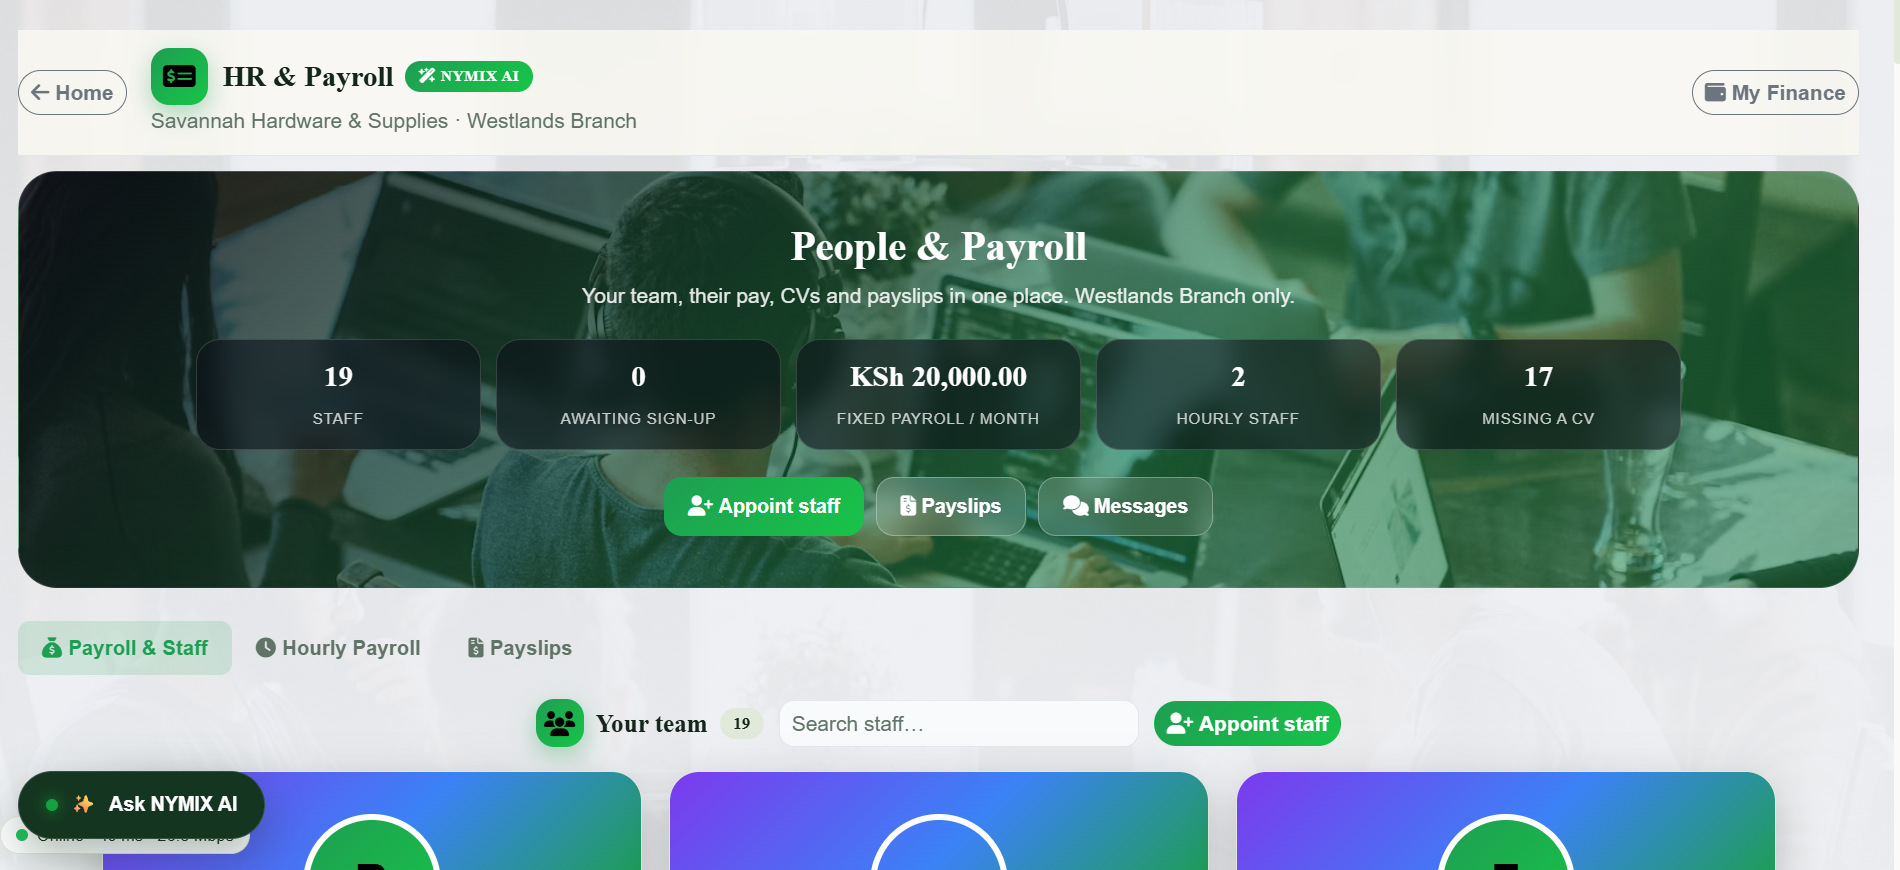 Home
HR & Payroll
NYMIX AI
Savannah Hardware & Supplies · Westlands Branch
My Finance
People & Payroll
Your team, their pay, CVs and payslips in one place. Westlands Branch only.
19
STAFF
0
AWAITING SIGN-UP
KSh 20,000.00
FIXED PAYROLL / MONTH
2
HOURLY STAFF
17
MISSING A CV
Appoint staff
Payslips
Messages
Payroll & Staff
Hourly Payroll
Payslips
Your team
19
Search staff...
Appoint staff
Ask NYMIX AI